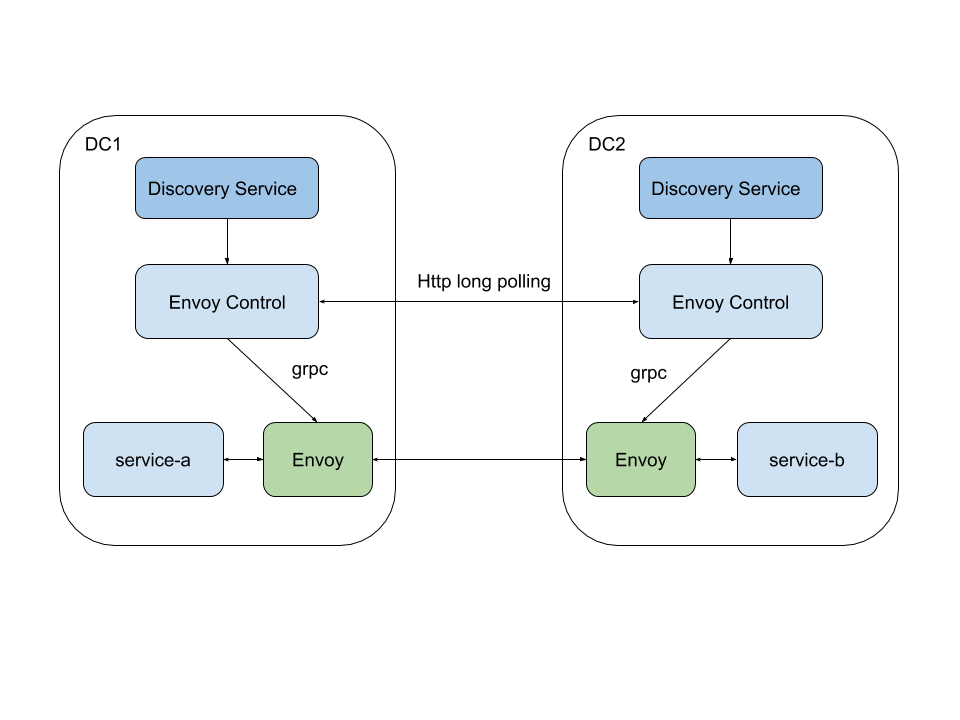 DC1
DC2
Discovery Service
Discovery Service
Http long polling
Envoy Control
Envoy Control
grpc
grpc
service-a
Envoy
Envoy
service-b